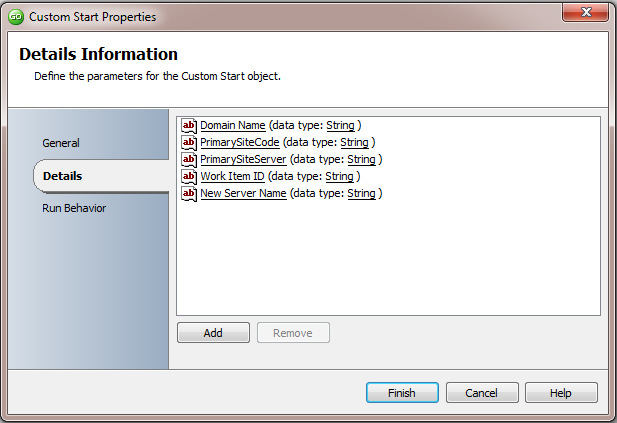 GO Custom Start Properties
Details Information
Define the parameters for the Custom Start object.
General
Details
Run Behavior
ab Domain Name (data type: String )
ab PrimarySiteCode (data type: String )
ab PrimarySiteServer (data type: String )
ab Work Item ID (data type: String )
ab New Server Name (data type: String )
Add Remove
Finish Cancel Help